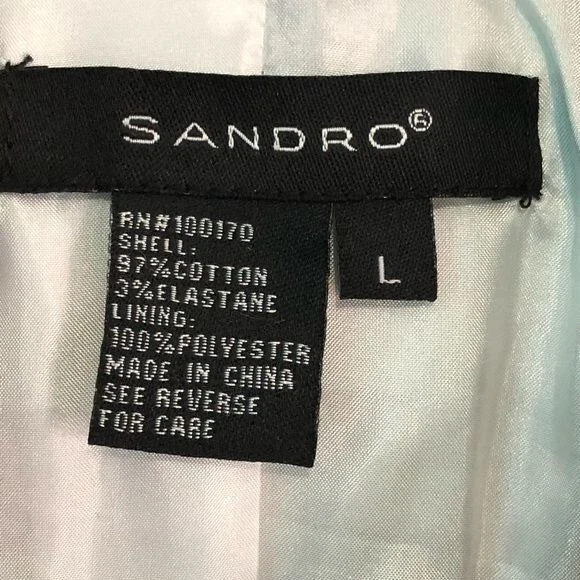 SANDRO®
RN#100170
SHELL:
97%COTTON
3%ELASTANE
LINING:
100%POLYESTER
MADE IN CHINA
SEE REVERSE
FOR CARE
L